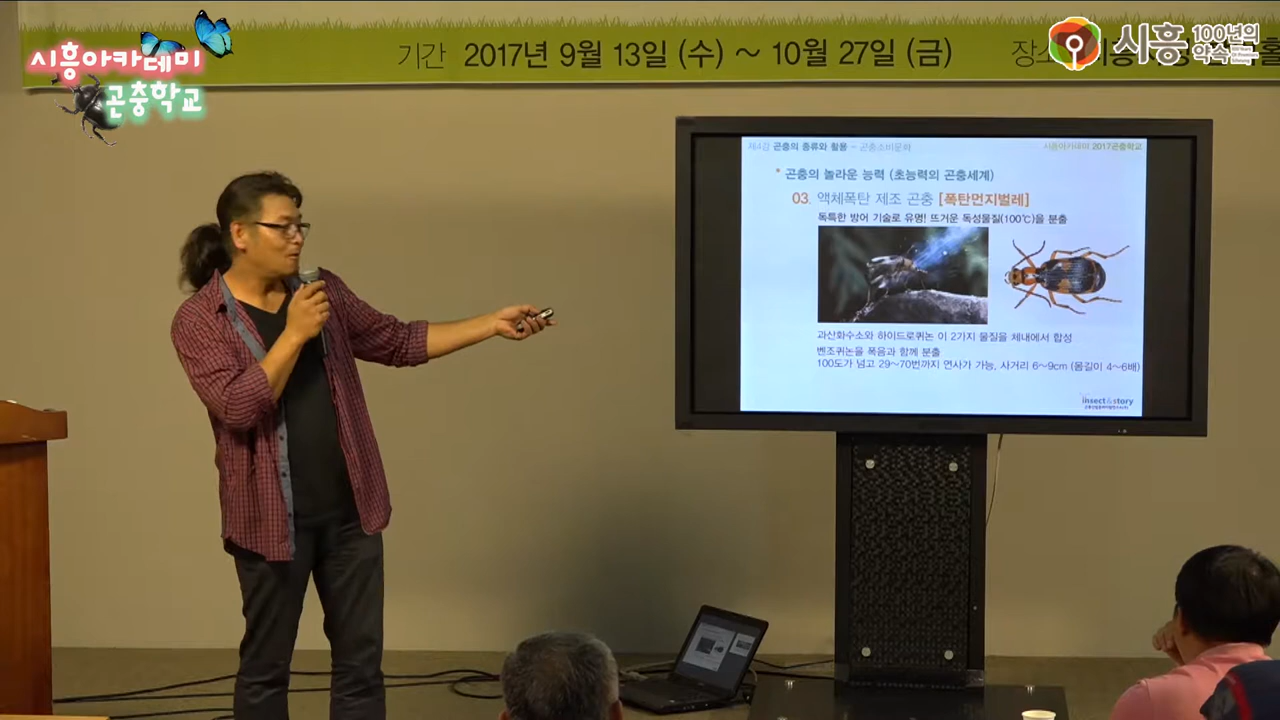 시흥아카데미
곤충학교
기간 2017년 9월 13일 (수) ~ 10월 27일 (금)
시흥 100년의 약속
제4강 곤충의 종류와 활용 - 곤충소비문화
시흥아카데미 2017곤충학교
• 곤충의 놀라운 능력 (초능력의 곤충세계)
03. 액체폭탄 제조 곤충 [폭탄먼지벌레]
독특한 방어 기술로 유명! 뜨거운 독성물질(100℃)을 분출
과산화수소와 하이드로퀴논 이 2가지 물질을 체내에서 합성
벤조퀴논을 폭음과 함께 분출
100도가 넘고 29~70번까지 연사가 가능, 사거리 6~9cm (몸길이 4~6배)
insect & story